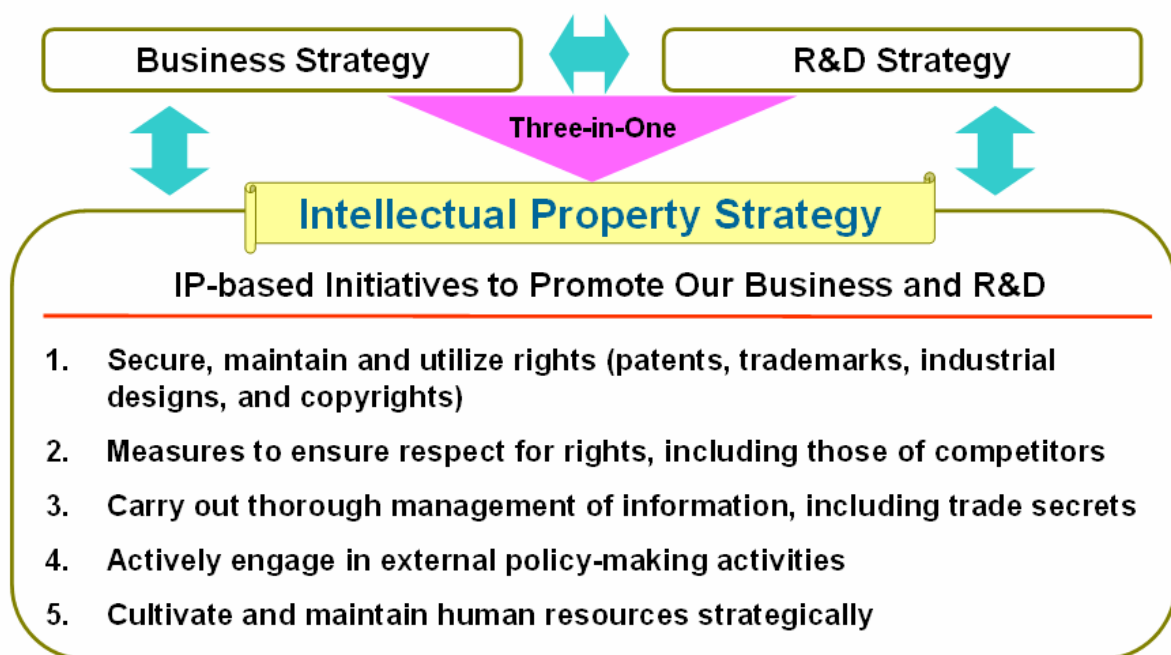 Business Strategy
R&D Strategy
Three-in-One
Intellectual Property Strategy
IP-based Initiatives to Promote Our Business and R&D
1. Secure, maintain and utilize rights (patents, trademarks, industrial
designs, and copyrights)
2. Measures to ensure respect for rights, including those of competitors
3. Carry out thorough management of information, including trade secrets
4. Actively engage in external policy-making activities
5. Cultivate and maintain human resources strategically